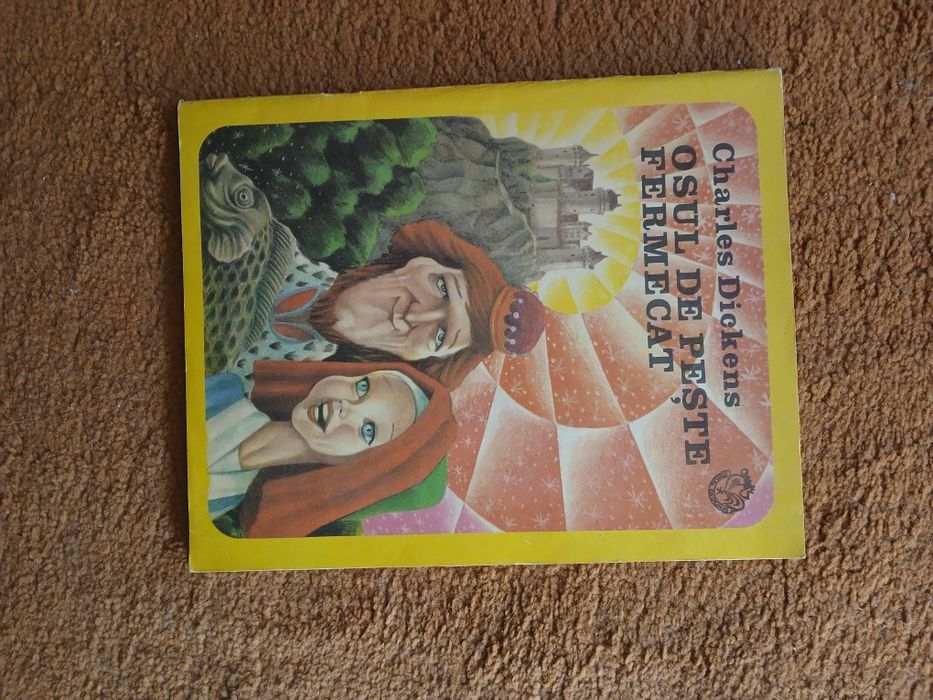 Charles Dickens
OSUL DE PEȘTE
FERMECAT